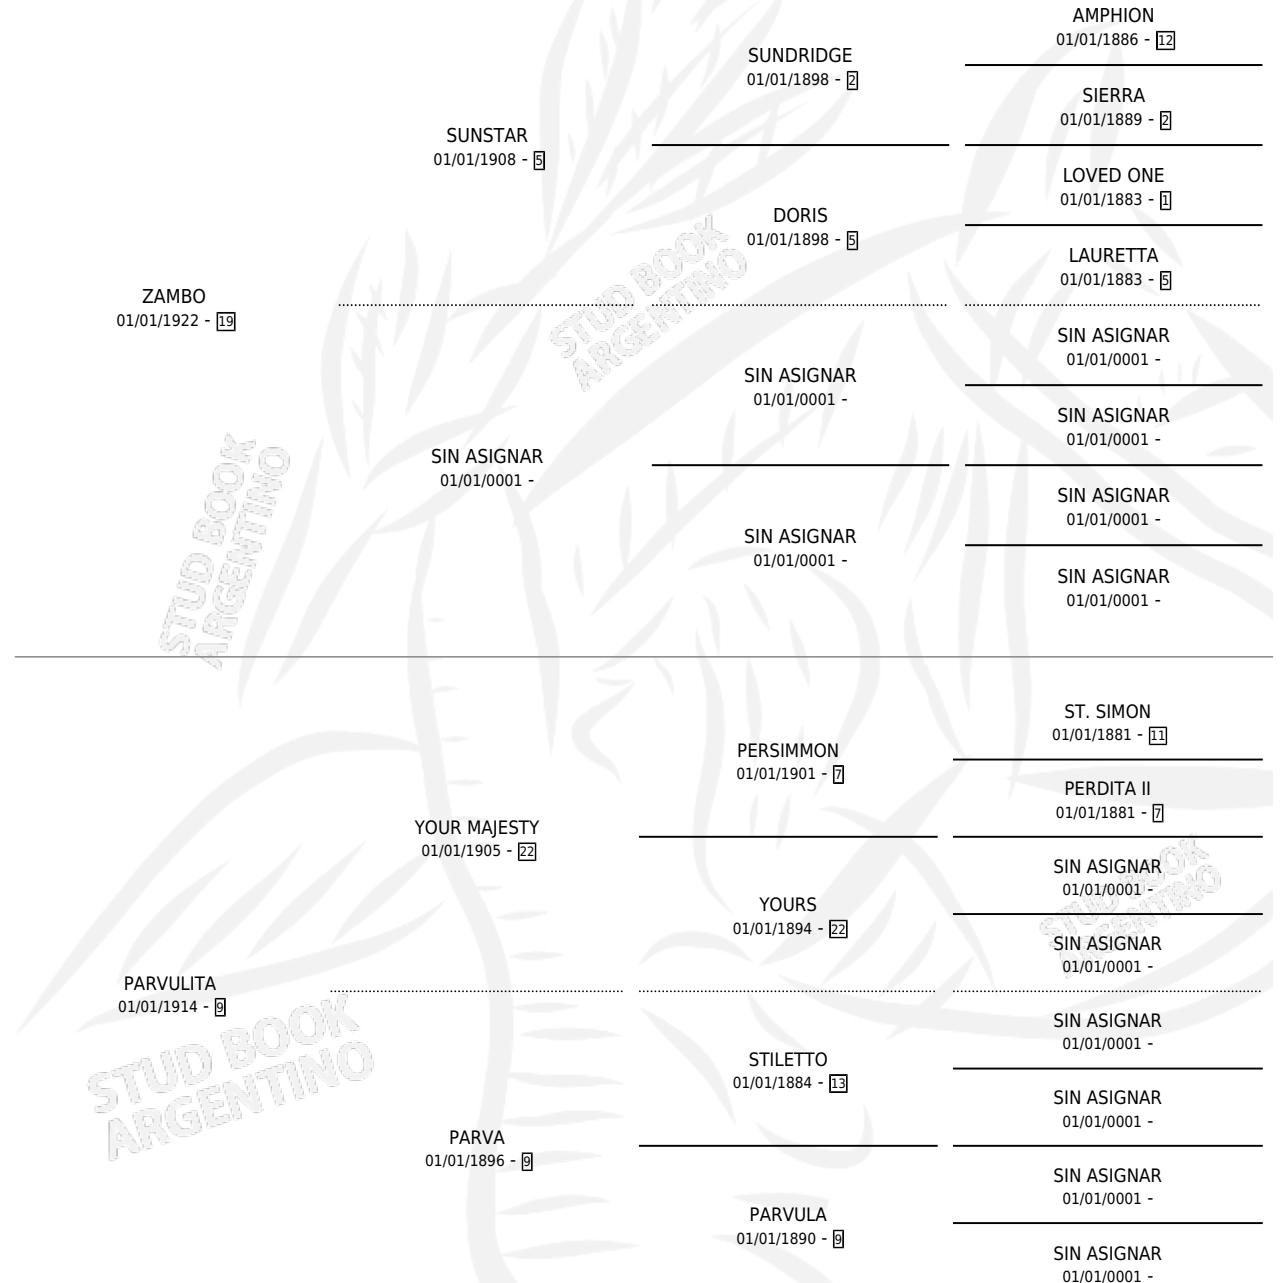 AMPHION
01/01/1886 - 12
SUNDRIDGE
01/01/1898 - 2
SIERRA
01/01/1889 - 2
SUNSTAR
01/01/1908 - 5
LOVED ONE
01/01/1883 - 1
DORIS
01/01/1898 - 5
LAURETTA
01/01/1883 - 5
ZAMBO
01/01/1922 - 19
SIN ASIGNAR
01/01/0001 -
SIN ASIGNAR
01/01/0001 -
SIN ASIGNAR
01/01/0001 -
SIN ASIGNAR
01/01/0001 -
SIN ASIGNAR
01/01/0001 -
SIN ASIGNAR
01/01/0001 -
SIN ASIGNAR
01/01/0001 -
STUD BOOK
ARGENTINO
STUD BOOK
ARGENTINO
ST. SIMON
01/01/1881 - 11
PERSIMMON
01/01/1901 - 7
PERDITA II
01/01/1881 - 7
YOUR MAJESTY
01/01/1905 - 22
SIN ASIGNAR
01/01/0001 -
YOURS
01/01/1894 - 22
SIN ASIGNAR
01/01/0001 -
STUD BOOK
ARGENTINO
PARVULITA
01/01/1914 - 9
SIN ASIGNAR
01/01/0001 -
STILETTO
01/01/1884 - 13
SIN ASIGNAR
01/01/0001 -
STUD BOOK
ARGENTINO
PARVA
01/01/1896 - 9
SIN ASIGNAR
01/01/0001 -
PARVULA
01/01/1890 - 9
SIN ASIGNAR
01/01/0001 -